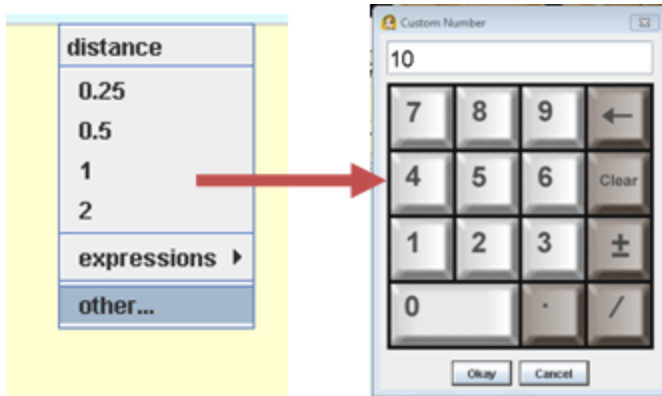 distance
0.25
0.5
1
2
expressions
other...
Custom Number
10
7 8 9 ←
4 5 6 Clear
1 2 3 ±
0 . /
Okay Cancel